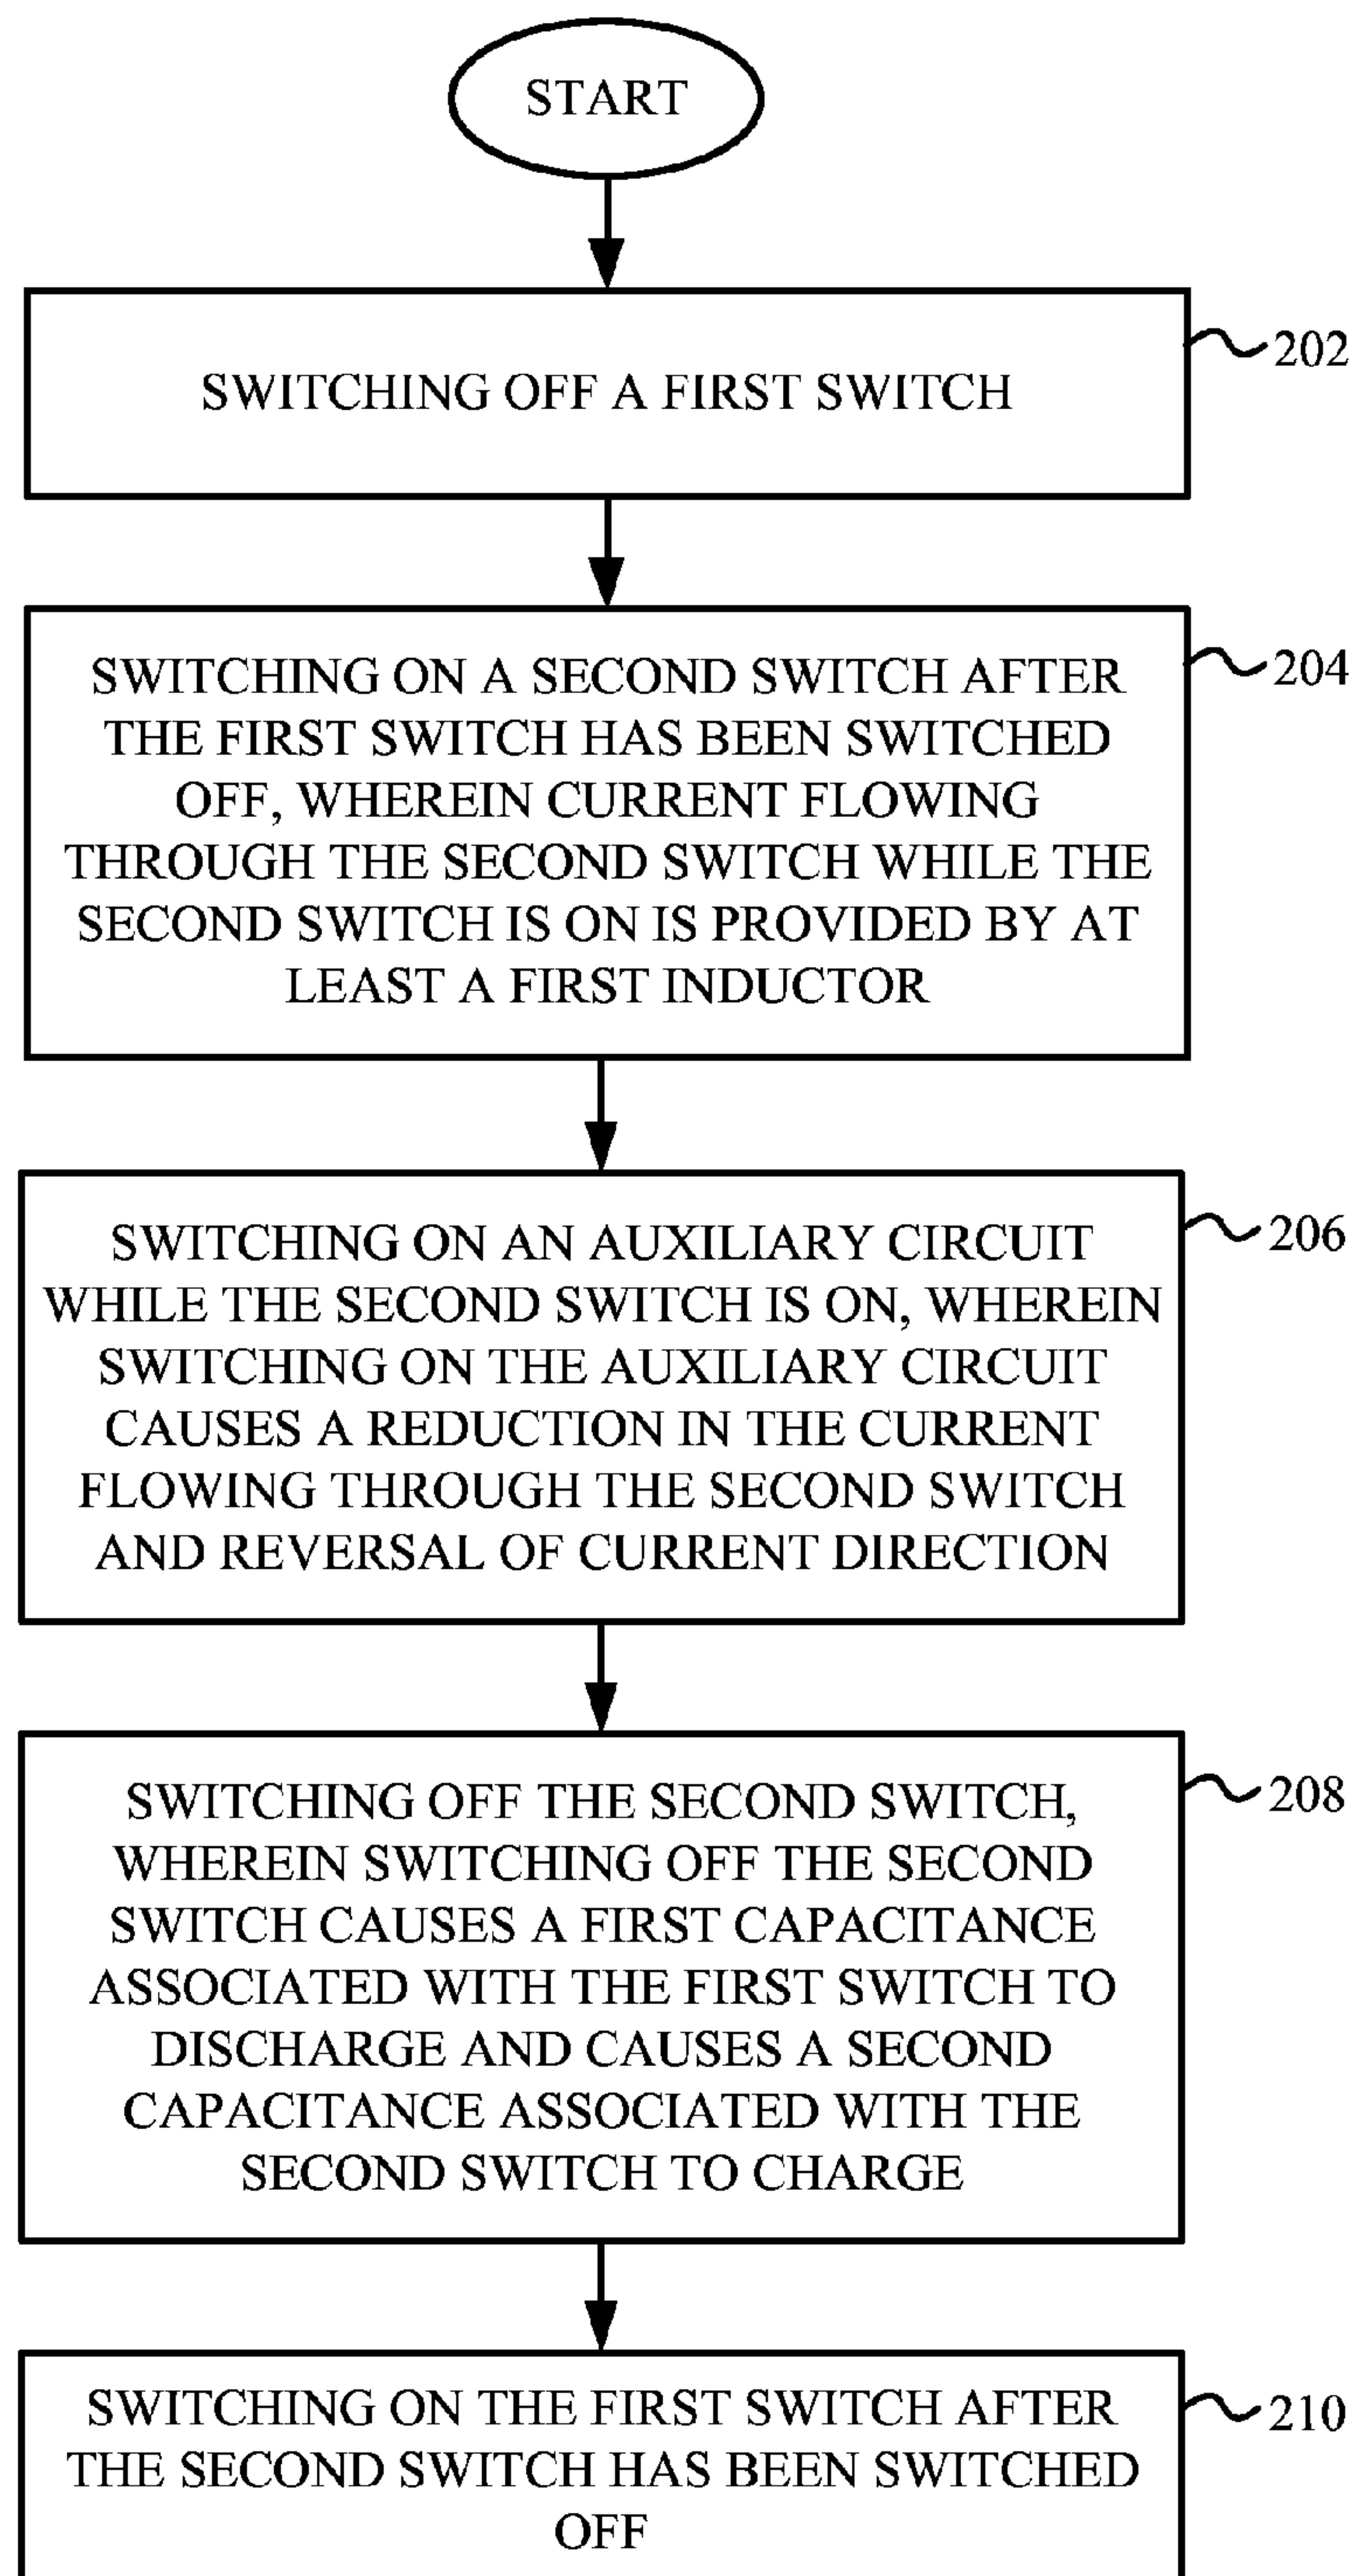 START
SWITCHING OFF A FIRST SWITCH
202
SWITCHING ON A SECOND SWITCH AFTER
THE FIRST SWITCH HAS BEEN SWITCHED
OFF, WHEREIN CURRENT FLOWING
THROUGH THE SECOND SWITCH WHILE THE
SECOND SWITCH IS ON IS PROVIDED BY AT
LEAST A FIRST INDUCTOR
204
SWITCHING ON AN AUXILIARY CIRCUIT
WHILE THE SECOND SWITCH IS ON, WHEREIN
SWITCHING ON THE AUXILIARY CIRCUIT
CAUSES A REDUCTION IN THE CURRENT
FLOWING THROUGH THE SECOND SWITCH
AND REVERSAL OF CURRENT DIRECTION
206
SWITCHING OFF THE SECOND SWITCH,
WHEREIN SWITCHING OFF THE SECOND
SWITCH CAUSES A FIRST CAPACITANCE
ASSOCIATED WITH THE FIRST SWITCH TO
DISCHARGE AND CAUSES A SECOND
CAPACITANCE ASSOCIATED WITH THE
SECOND SWITCH TO CHARGE
208
SWITCHING ON THE FIRST SWITCH AFTER
THE SECOND SWITCH HAS BEEN SWITCHED
OFF
210